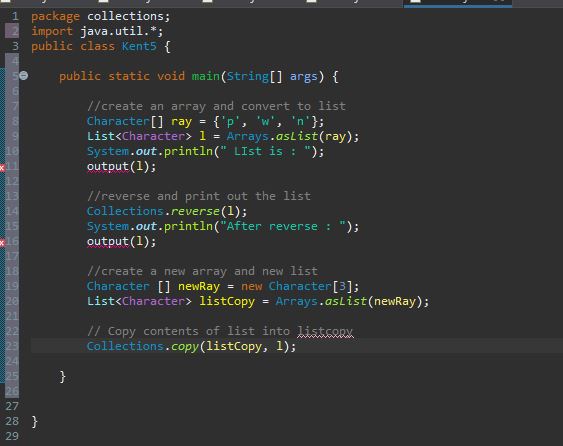 1 package collections;
2 import java.util.*;
3 public class Kent5 {
4
5 public static void main(String[] args) {
6
7 //create an array and convert to list
8 Character[] ray = {'p', 'w', 'n'};
9 List<Character> l = Arrays.asList(ray);
10 System.out.println(" LIst is : ");
11 output(l);
12
13 //reverse and print out the list
14 Collections.reverse(l);
15 System.out.println("After reverse : ");
16 output(l);
17
18 //create a new array and new list
19 Character [] newRay = new Character[3];
20 List<Character> listCopy = Arrays.asList(newRay);
21
22 // Copy contents of list into listcopy
23 Collections.copy(listCopy, l);
24
25 }
26
27
28 }
29